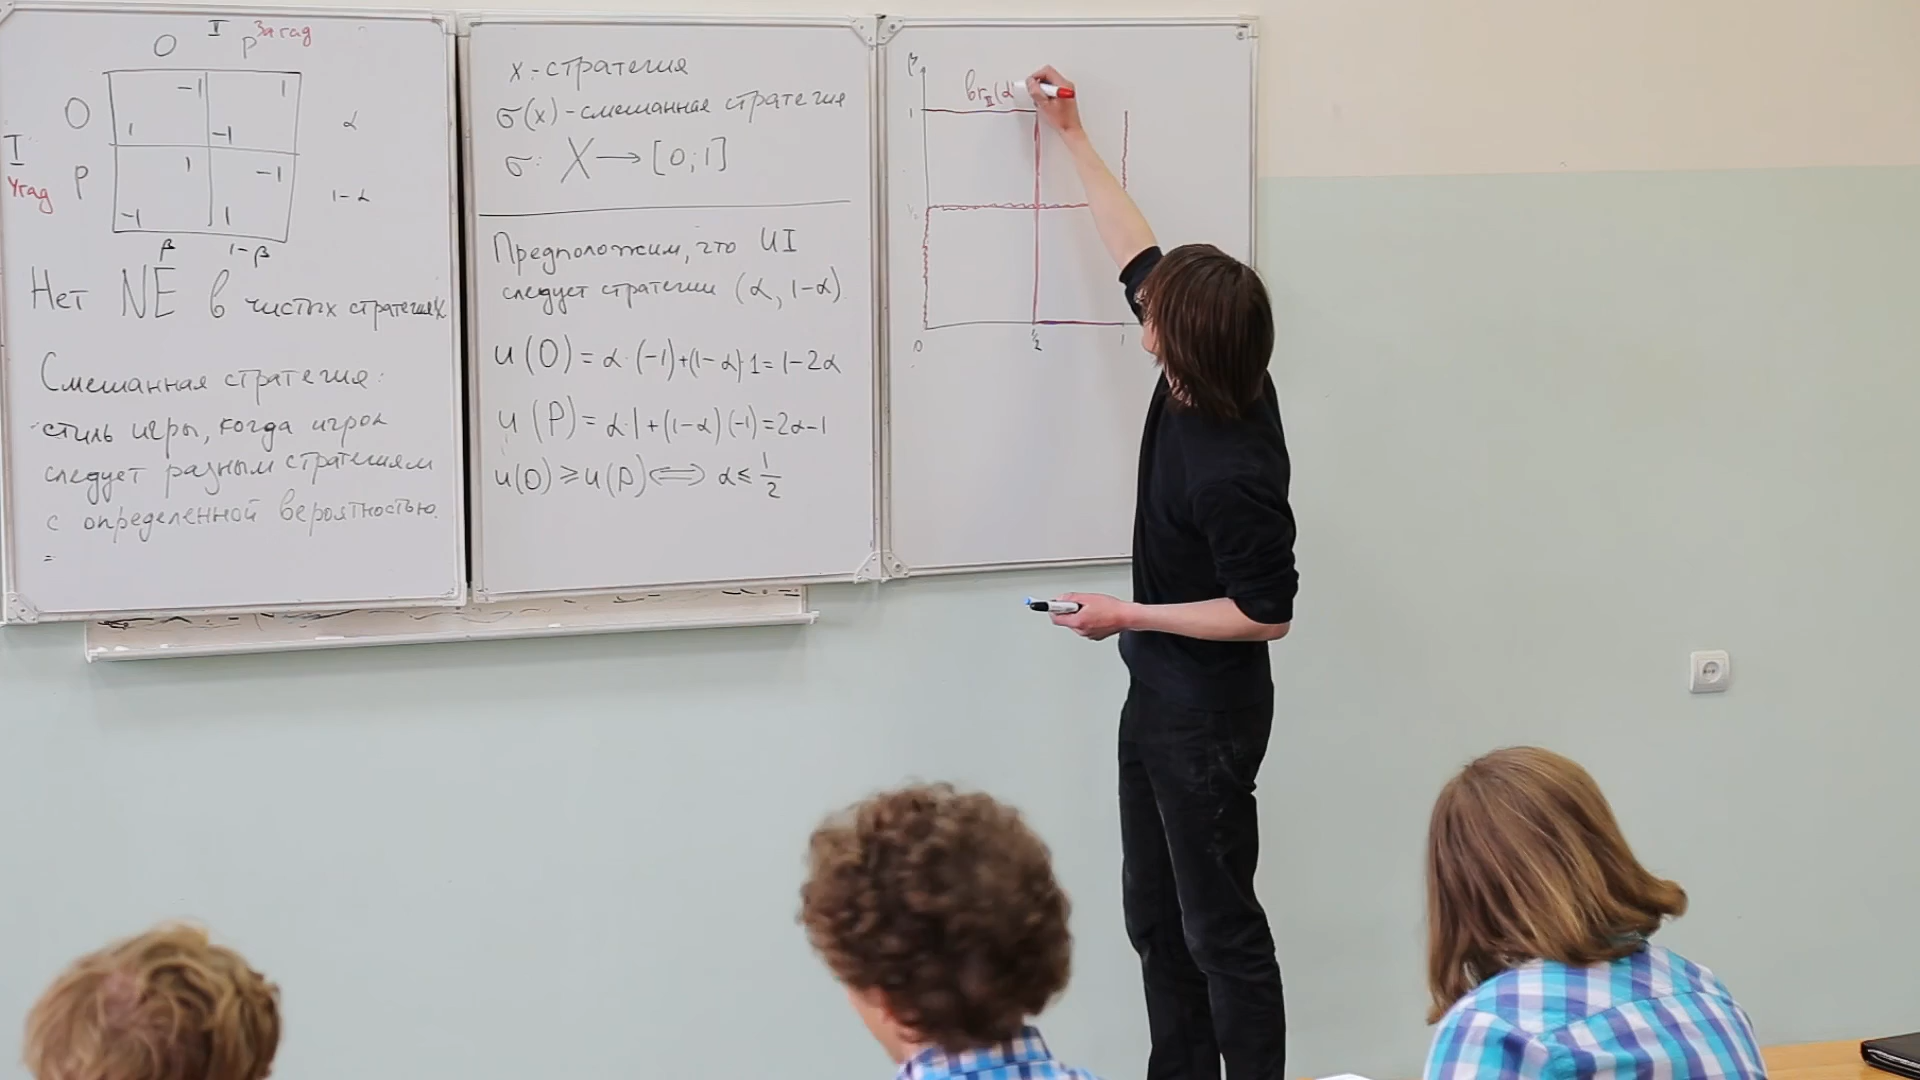 II Загад
О Р
О -1 1 α
1 -1
I
Угад
Р 1 -1 1-α
-1 1
β 1-β
Нет NE в чистых стратегиях
Смешанная стратегия:
стиль игры, когда игрок
следует разным стратегиям
с определенной вероятностью.
=
x - стратегия
σ(x) - смешанная стратегия
σ: X → [0;1]
Предположим, что
следует стратегии (α, 1-α)
u(О) = α·(-1)+(1-α)·1 = 1-2α
u(Р) = α·1+(1-α)(-1) = 2α-1
u(О) ≥ u(Р) ⟺ α ≤ 1/2
β
br_II(α
1
0 1/2 1